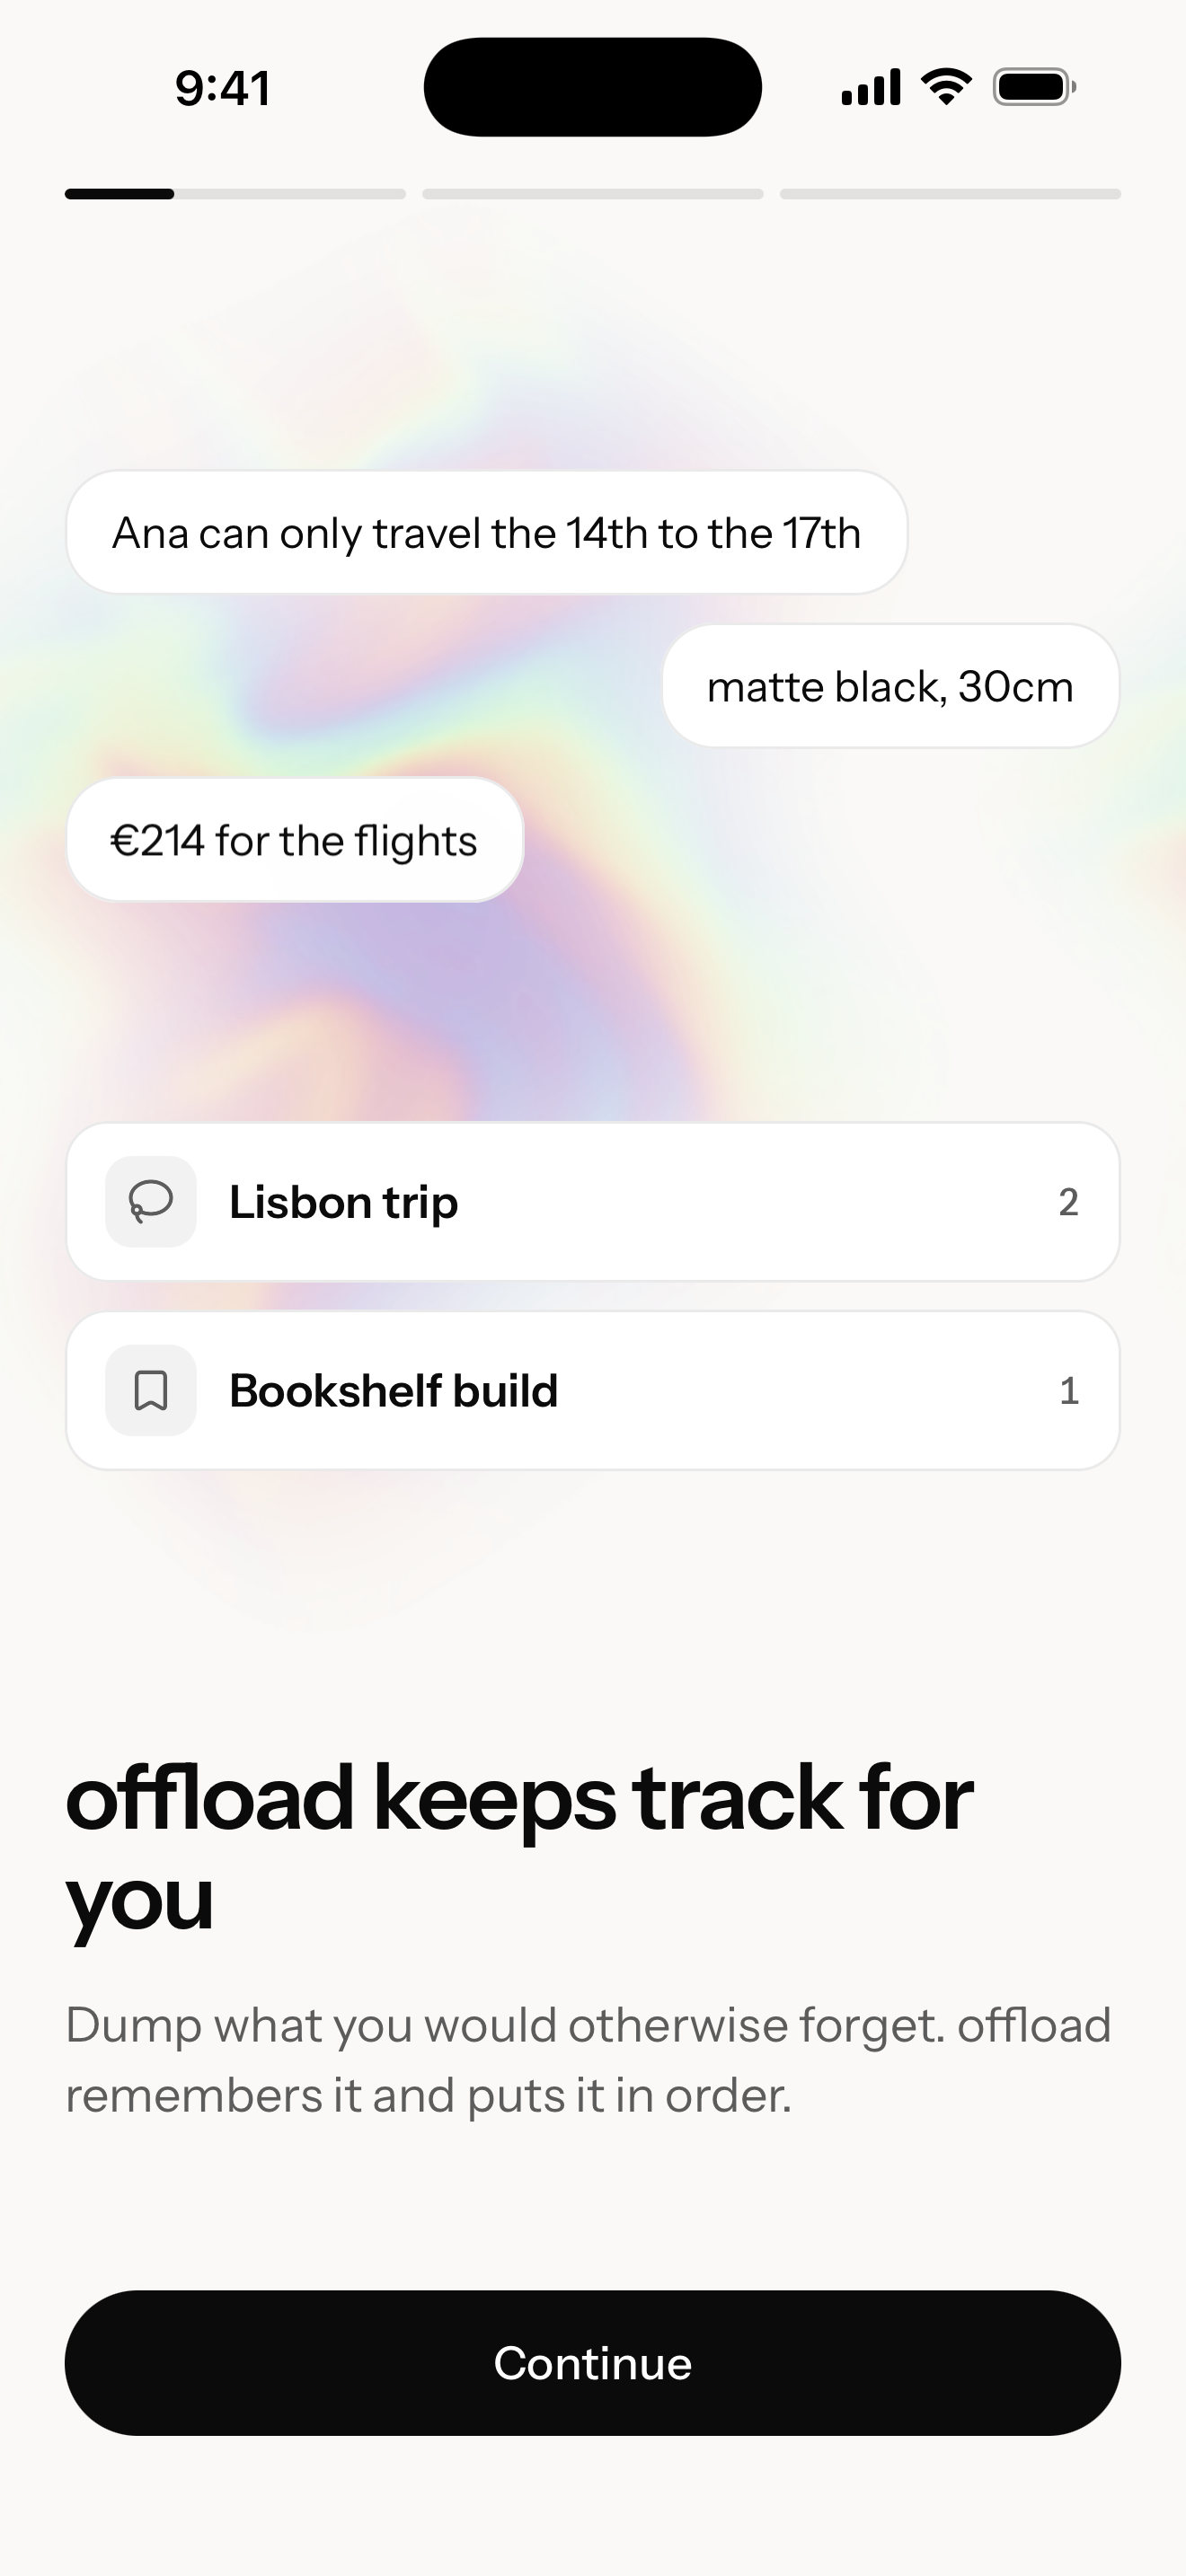 9:41
Ana can only travel the 14th to the 17th
matte black, 30cm
€214 for the flights
Lisbon trip
2
Bookshelf build
1
offload keeps track for
you
Dump what you would otherwise forget. offload
remembers it and puts it in order.
Continue